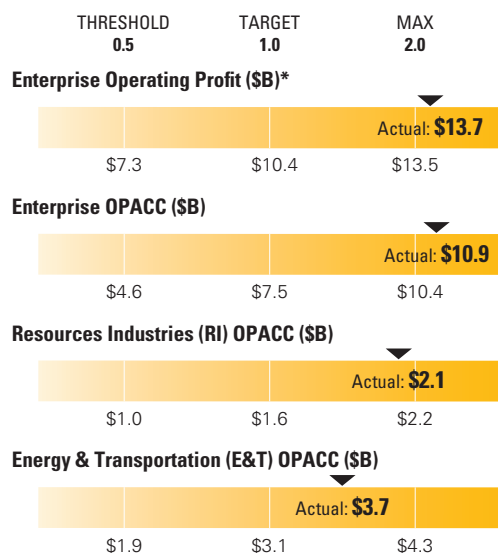 THRESHOLD TARGET MAX
0.5 1.0 2.0
Enterprise Operating Profit ($B)*
Actual: $13.7
$7.3 $10.4 $13.5
Enterprise OPACC ($B)
Actual: $10.9
$4.6 $7.5 $10.4
Resources Industries (RI) OPACC ($B)
Actual: $2.1
$1.0 $1.6 $2.2
Energy & Transportation (E&T) OPACC ($B)
Actual: $3.7
$1.9 $3.1 $4.3